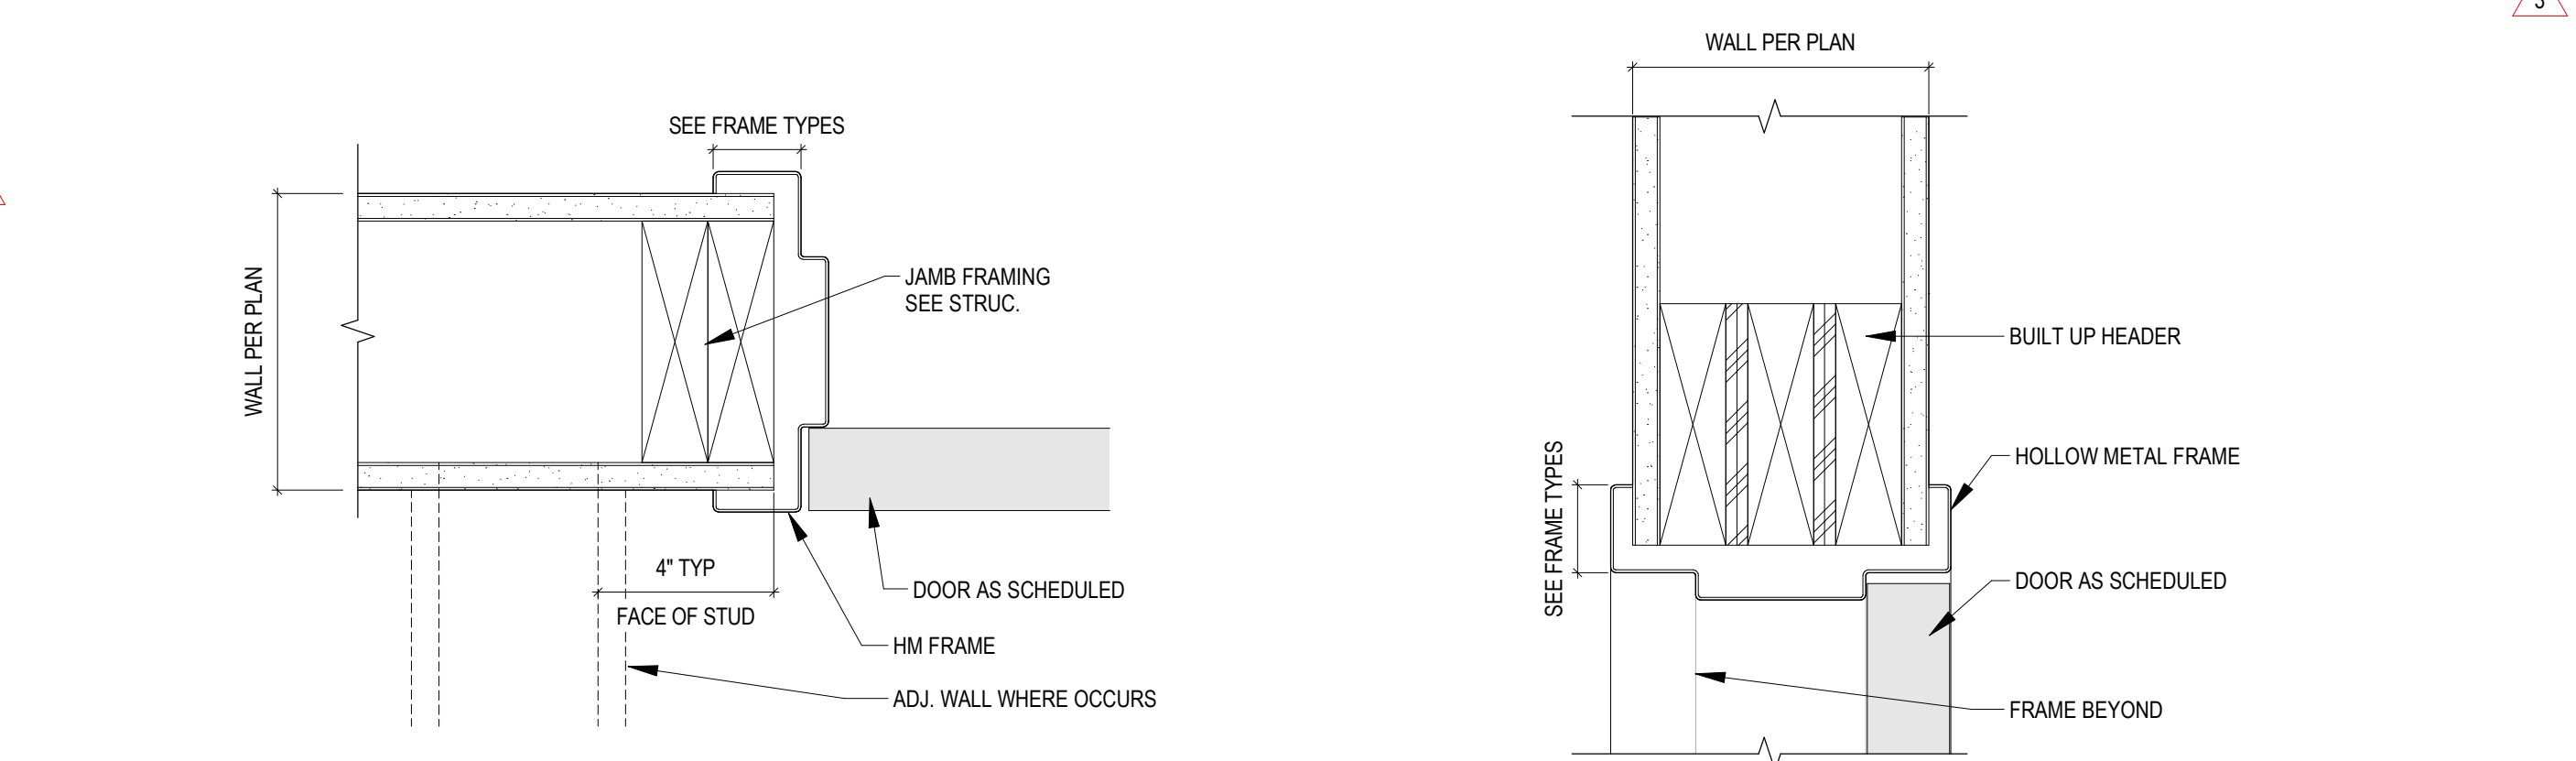 SEE FRAME TYPES
WALL PER PLAN
JAMB FRAMING
SEE STRUC.
4" TYP
FACE OF STUD
DOOR AS SCHEDULED
HM FRAME
ADJ. WALL WHERE OCCURS
WALL PER PLAN
BUILT UP HEADER
HOLLOW METAL FRAME
SEE FRAME TYPES
DOOR AS SCHEDULED
FRAME BEYOND